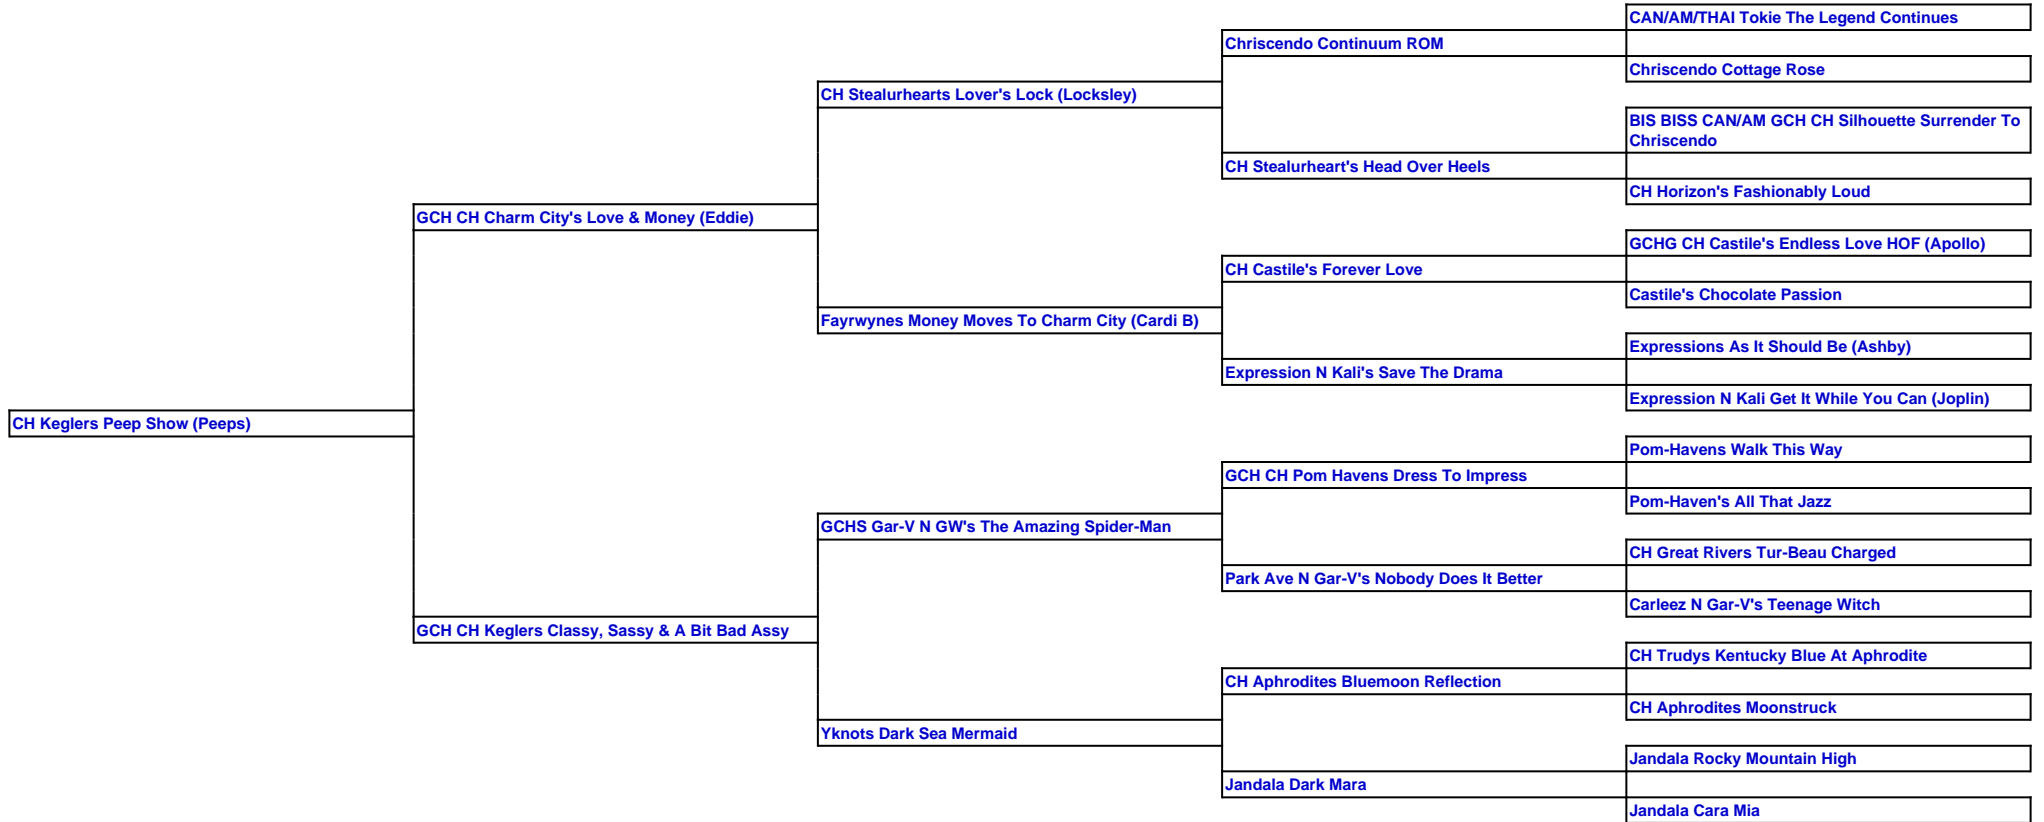 CAN/AM/THAI Tokie The Legend Continues
Chriscendo Continuum ROM
Chriscendo Cottage Rose
CH Stealurhearts Lover's Lock (Locksley)
BIS BISS CAN/AM GCH CH Silhouette Surrender To
Chriscendo
CH Stealurheart's Head Over Heels
CH Horizon's Fashionably Loud
GCH CH Charm City's Love & Money (Eddie)
GCHG CH Castile's Endless Love HOF (Apollo)
CH Castile's Forever Love
Castile's Chocolate Passion
Fayrwynes Money Moves To Charm City (Cardi B)
Expressions As It Should Be (Ashby)
Expression N Kali's Save The Drama
Expression N Kali Get It While You Can (Joplin)
CH Keglers Peep Show (Peeps)
Pom-Havens Walk This Way
GCH CH Pom Havens Dress To Impress
Pom-Haven's All That Jazz
GCHS Gar-V N GW's The Amazing Spider-Man
CH Great Rivers Tur-Beau Charged
Park Ave N Gar-V's Nobody Does It Better
Carleez N Gar-V's Teenage Witch
GCH CH Keglers Classy, Sassy & A Bit Bad Assy
CH Trudys Kentucky Blue At Aphrodite
CH Aphrodites Bluemoon Reflection
CH Aphrodites Moonstruck
Yknots Dark Sea Mermaid
Jandala Rocky Mountain High
Jandala Dark Mara
Jandala Cara Mia